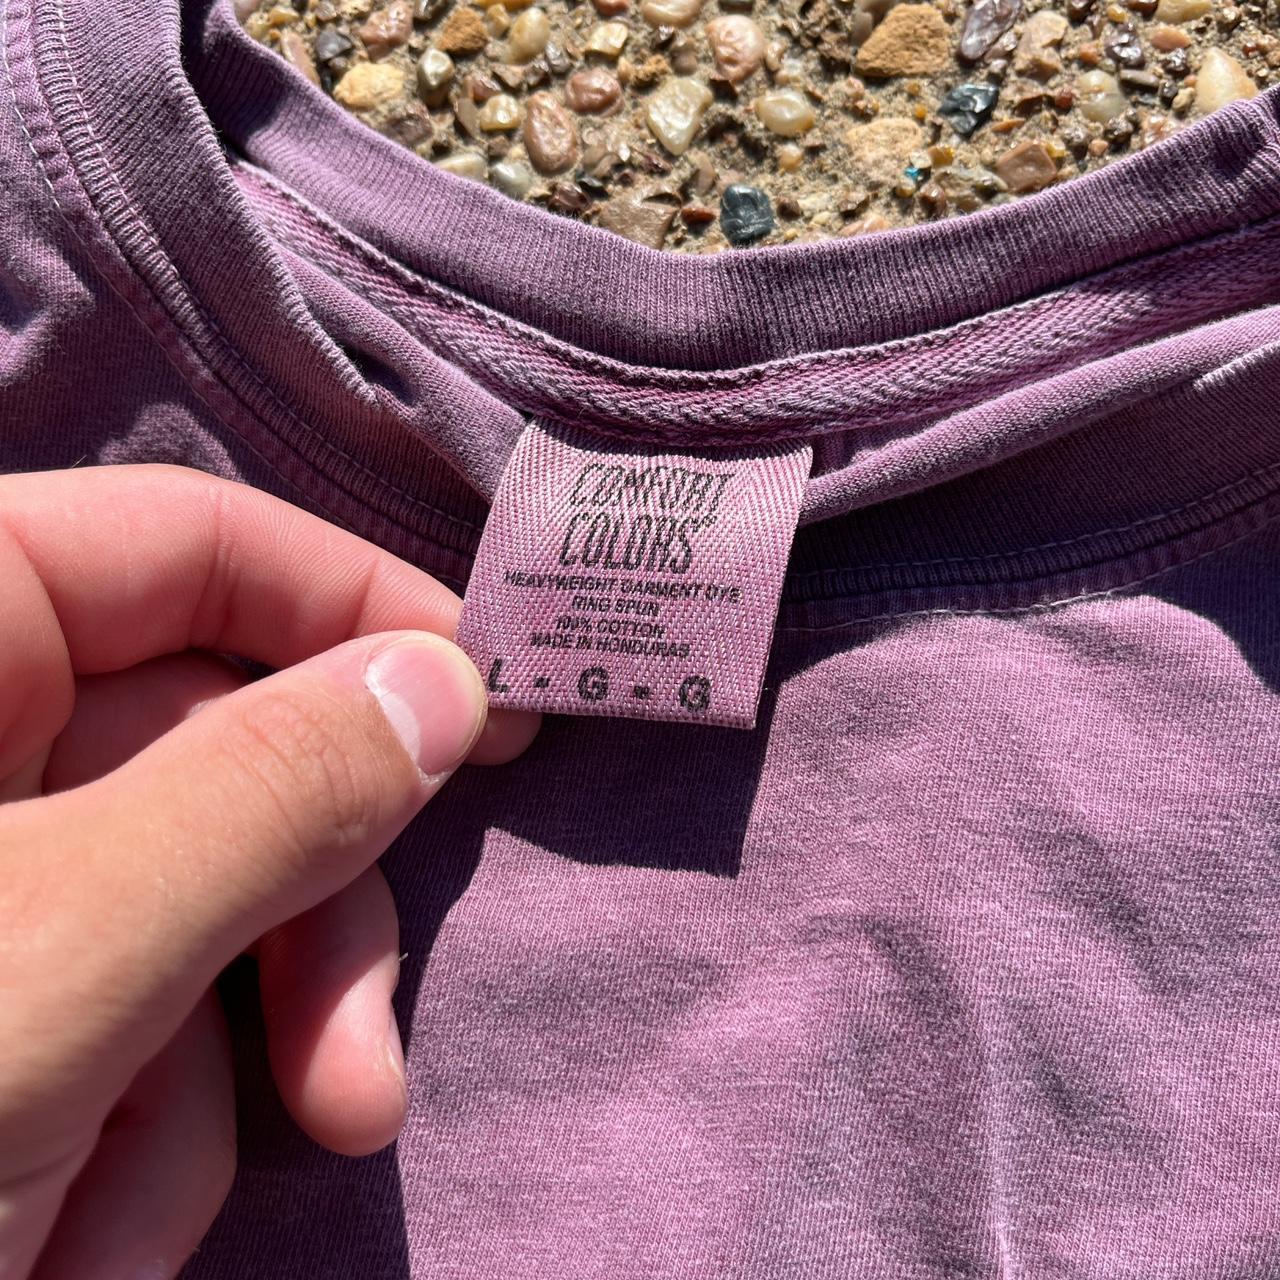 COMFORT
COLORS®
HEAVYWEIGHT GARMENT DYE
RING SPUN
100% COTTON
MADE IN HONDURAS
L - G - G